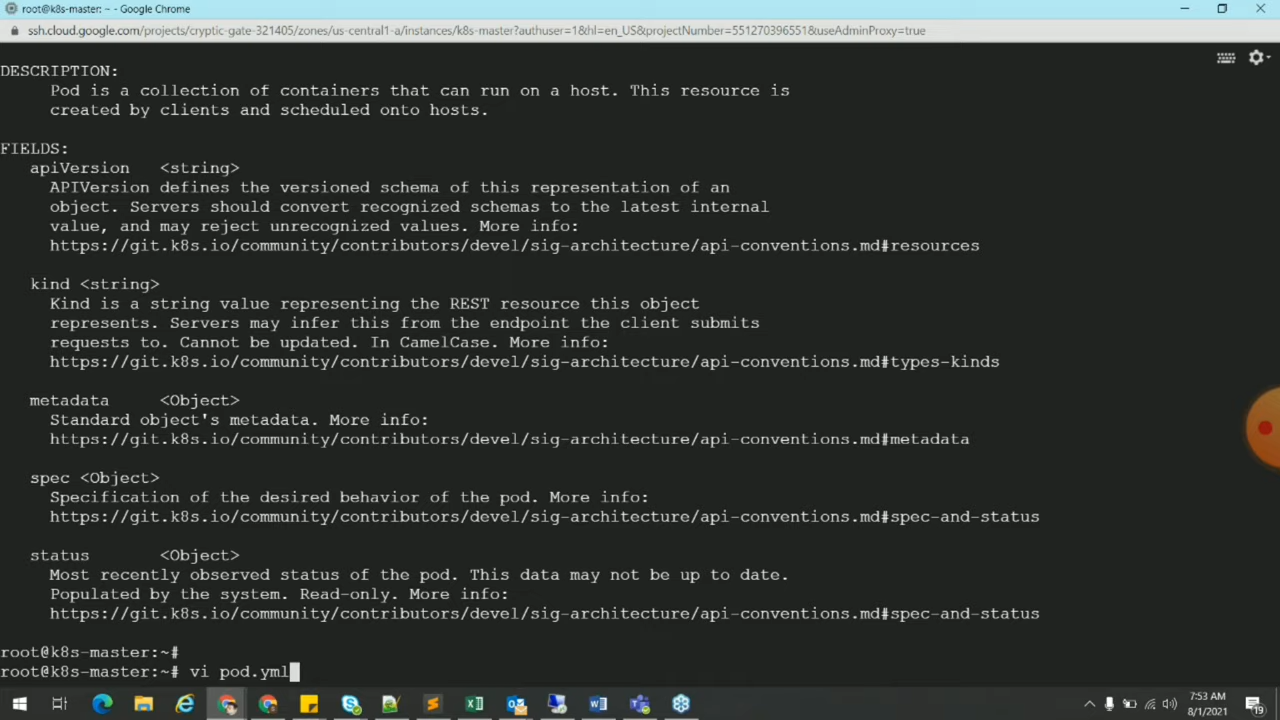 root@k8s-master: ~ - Google Chrome
ssh.cloud.google.com/projects/cryptic-gate-321405/zones/us-central1-a/instances/k8s-master?authuser=1&hl=en_US&projectNumber=551270396551&useAdminProxy=true
DESCRIPTION:
Pod is a collection of containers that can run on a host. This resource is
created by clients and scheduled onto hosts.
FIELDS:
apiVersion <string>
APIVersion defines the versioned schema of this representation of an
object. Servers should convert recognized schemas to the latest internal
value, and may reject unrecognized values. More info:
https://git.k8s.io/community/contributors/devel/sig-architecture/api-conventions.md#resources
kind <string>
Kind is a string value representing the REST resource this object
represents. Servers may infer this from the endpoint the client submits
requests to. Cannot be updated. In CamelCase. More info:
https://git.k8s.io/community/contributors/devel/sig-architecture/api-conventions.md#types-kinds
metadata <Object>
Standard object's metadata. More info:
https://git.k8s.io/community/contributors/devel/sig-architecture/api-conventions.md#metadata
spec <Object>
Specification of the desired behavior of the pod. More info:
https://git.k8s.io/community/contributors/devel/sig-architecture/api-conventions.md#spec-and-status
status <Object>
Most recently observed status of the pod. This data may not be up to date.
Populated by the system. Read-only. More info:
https://git.k8s.io/community/contributors/devel/sig-architecture/api-conventions.md#spec-and-status
root@k8s-master:~#
root@k8s-master:~# vi pod.yml
7:53 AM
8/1/2021
19